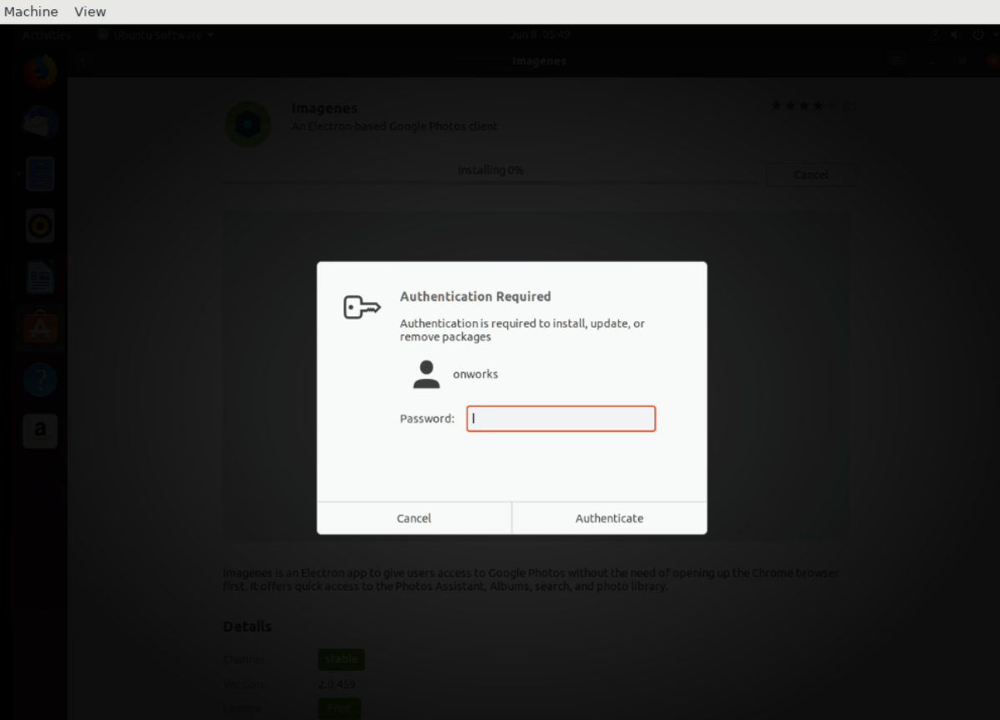 Machine View
Activities Ubuntu Software Jun 8 05:49
Imagenes
Imagenes
An Electron-based Google Photos client
(2)
Installing 0%
Cancel
Authentication Required
Authentication is required to install, update, or
remove packages
onworks
Password:
Cancel Authenticate
Imagenes is an Electron app to give users access to Google Photos without the need of opening up the Chrome browser
first. It offers quick access to the Photos Assistant, Albums, search, and photo library.
Details
Channel stable
Version 2.0.459
License Free